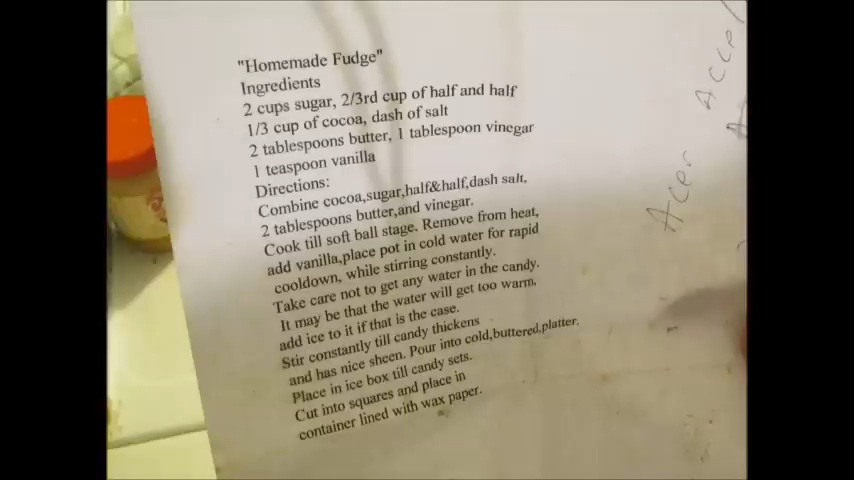 "Homemade Fudge"
Ingredients
2 cups sugar, 2/3rd cup of half and half
1/3 cup of cocoa, dash of salt
2 tablespoons butter, 1 tablespoon vinegar
1 teaspoon vanilla
Directions:
Combine cocoa,sugar,half&half,dash salt,
2 tablespoons butter,and vinegar.
Cook till soft ball stage. Remove from heat,
add vanilla,place pot in cold water for rapid
cooldown, while stirring constantly.
Take care not to get any water in the candy.
It may be that the water will get too warm,
add ice to it if that is the case.
Stir constantly till candy thickens
and has nice sheen. Pour into cold,buttered,platter.
Place in ice box till candy sets.
Cut into squares and place in
container lined with wax paper.
Acer